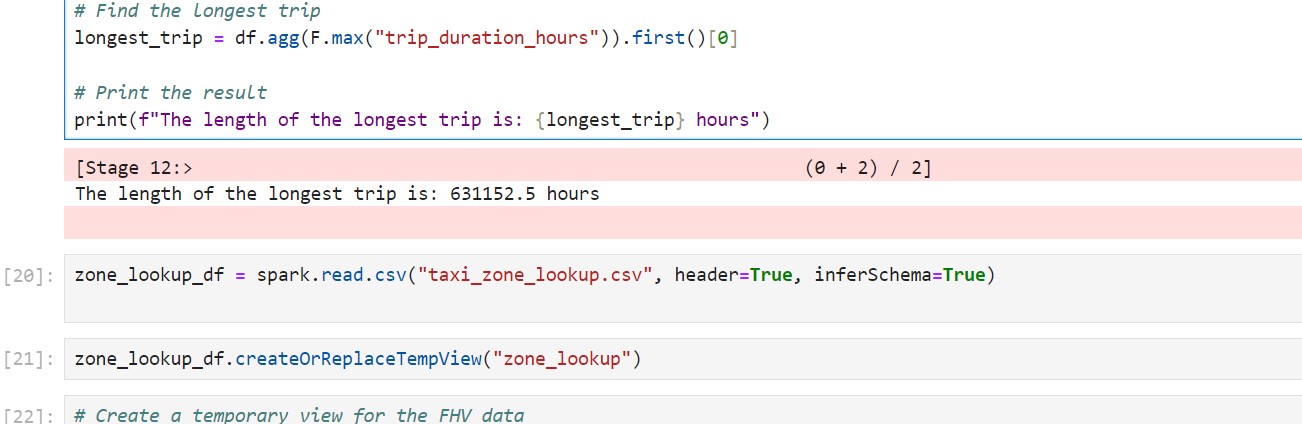 # Find the longest trip
longest_trip = df.agg(F.max("trip_duration_hours")).first()[0]
# Print the result
print(f"The length of the longest trip is: {longest_trip} hours")
[Stage 12:> (0 + 2) / 2]
The length of the longest trip is: 631152.5 hours
[20]: zone_lookup_df = spark.read.csv("taxi_zone_lookup.csv", header=True, inferSchema=True)
[21]: zone_lookup_df.createOrReplaceTempView("zone_lookup")
[22]: # Create a temporary view for the FHV data